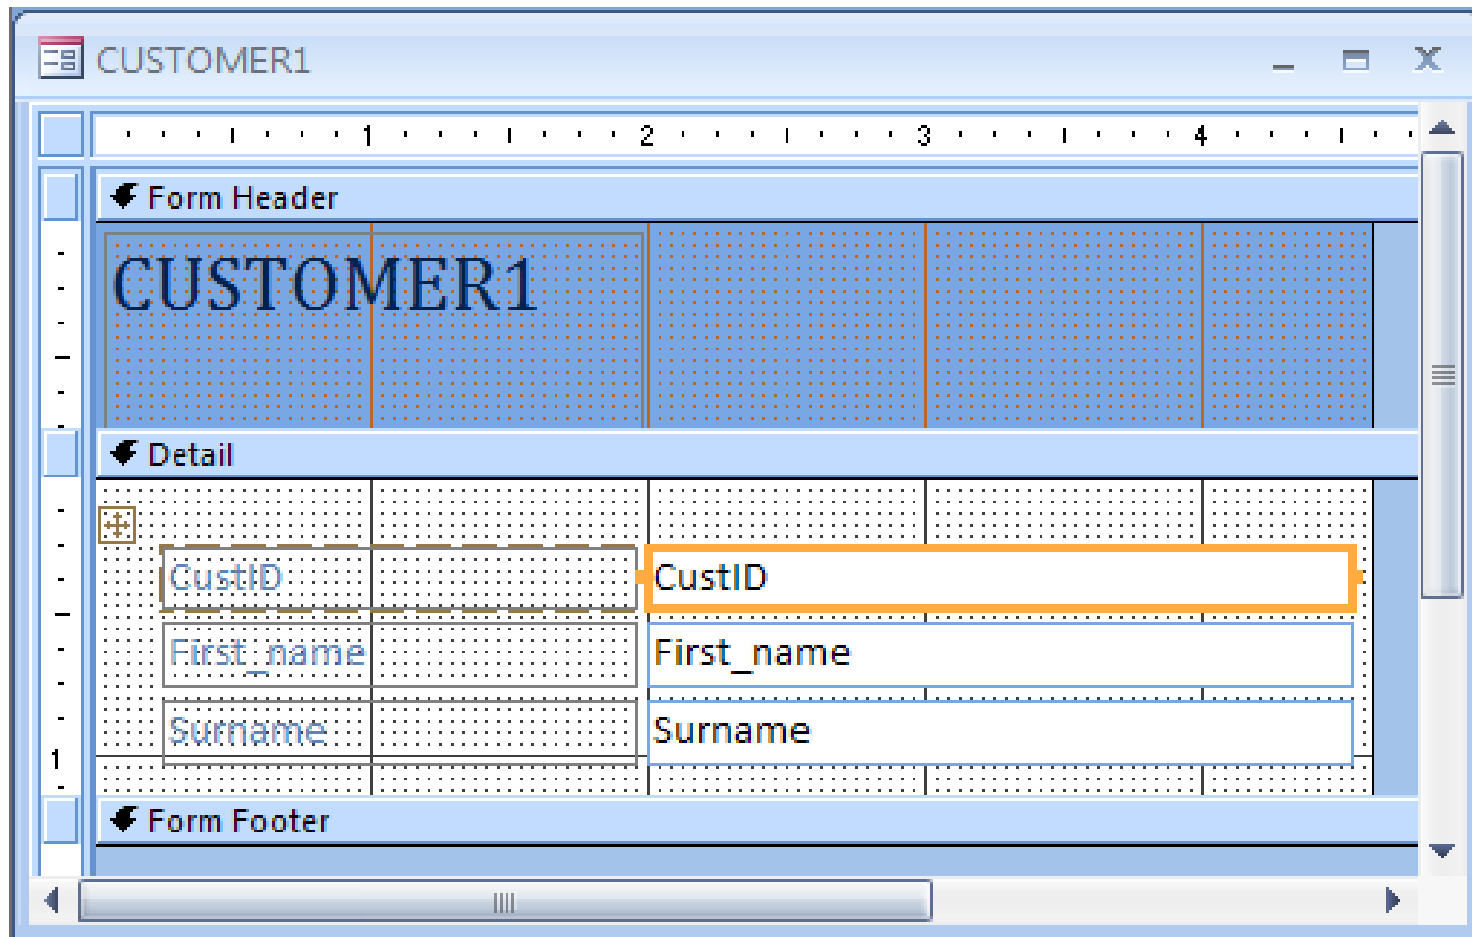 CUSTOMER1
1 2 3 4
Form Header
CUSTOMER1
Detail
CustID CustID
First_name First_name
Surname Surname
1
Form Footer